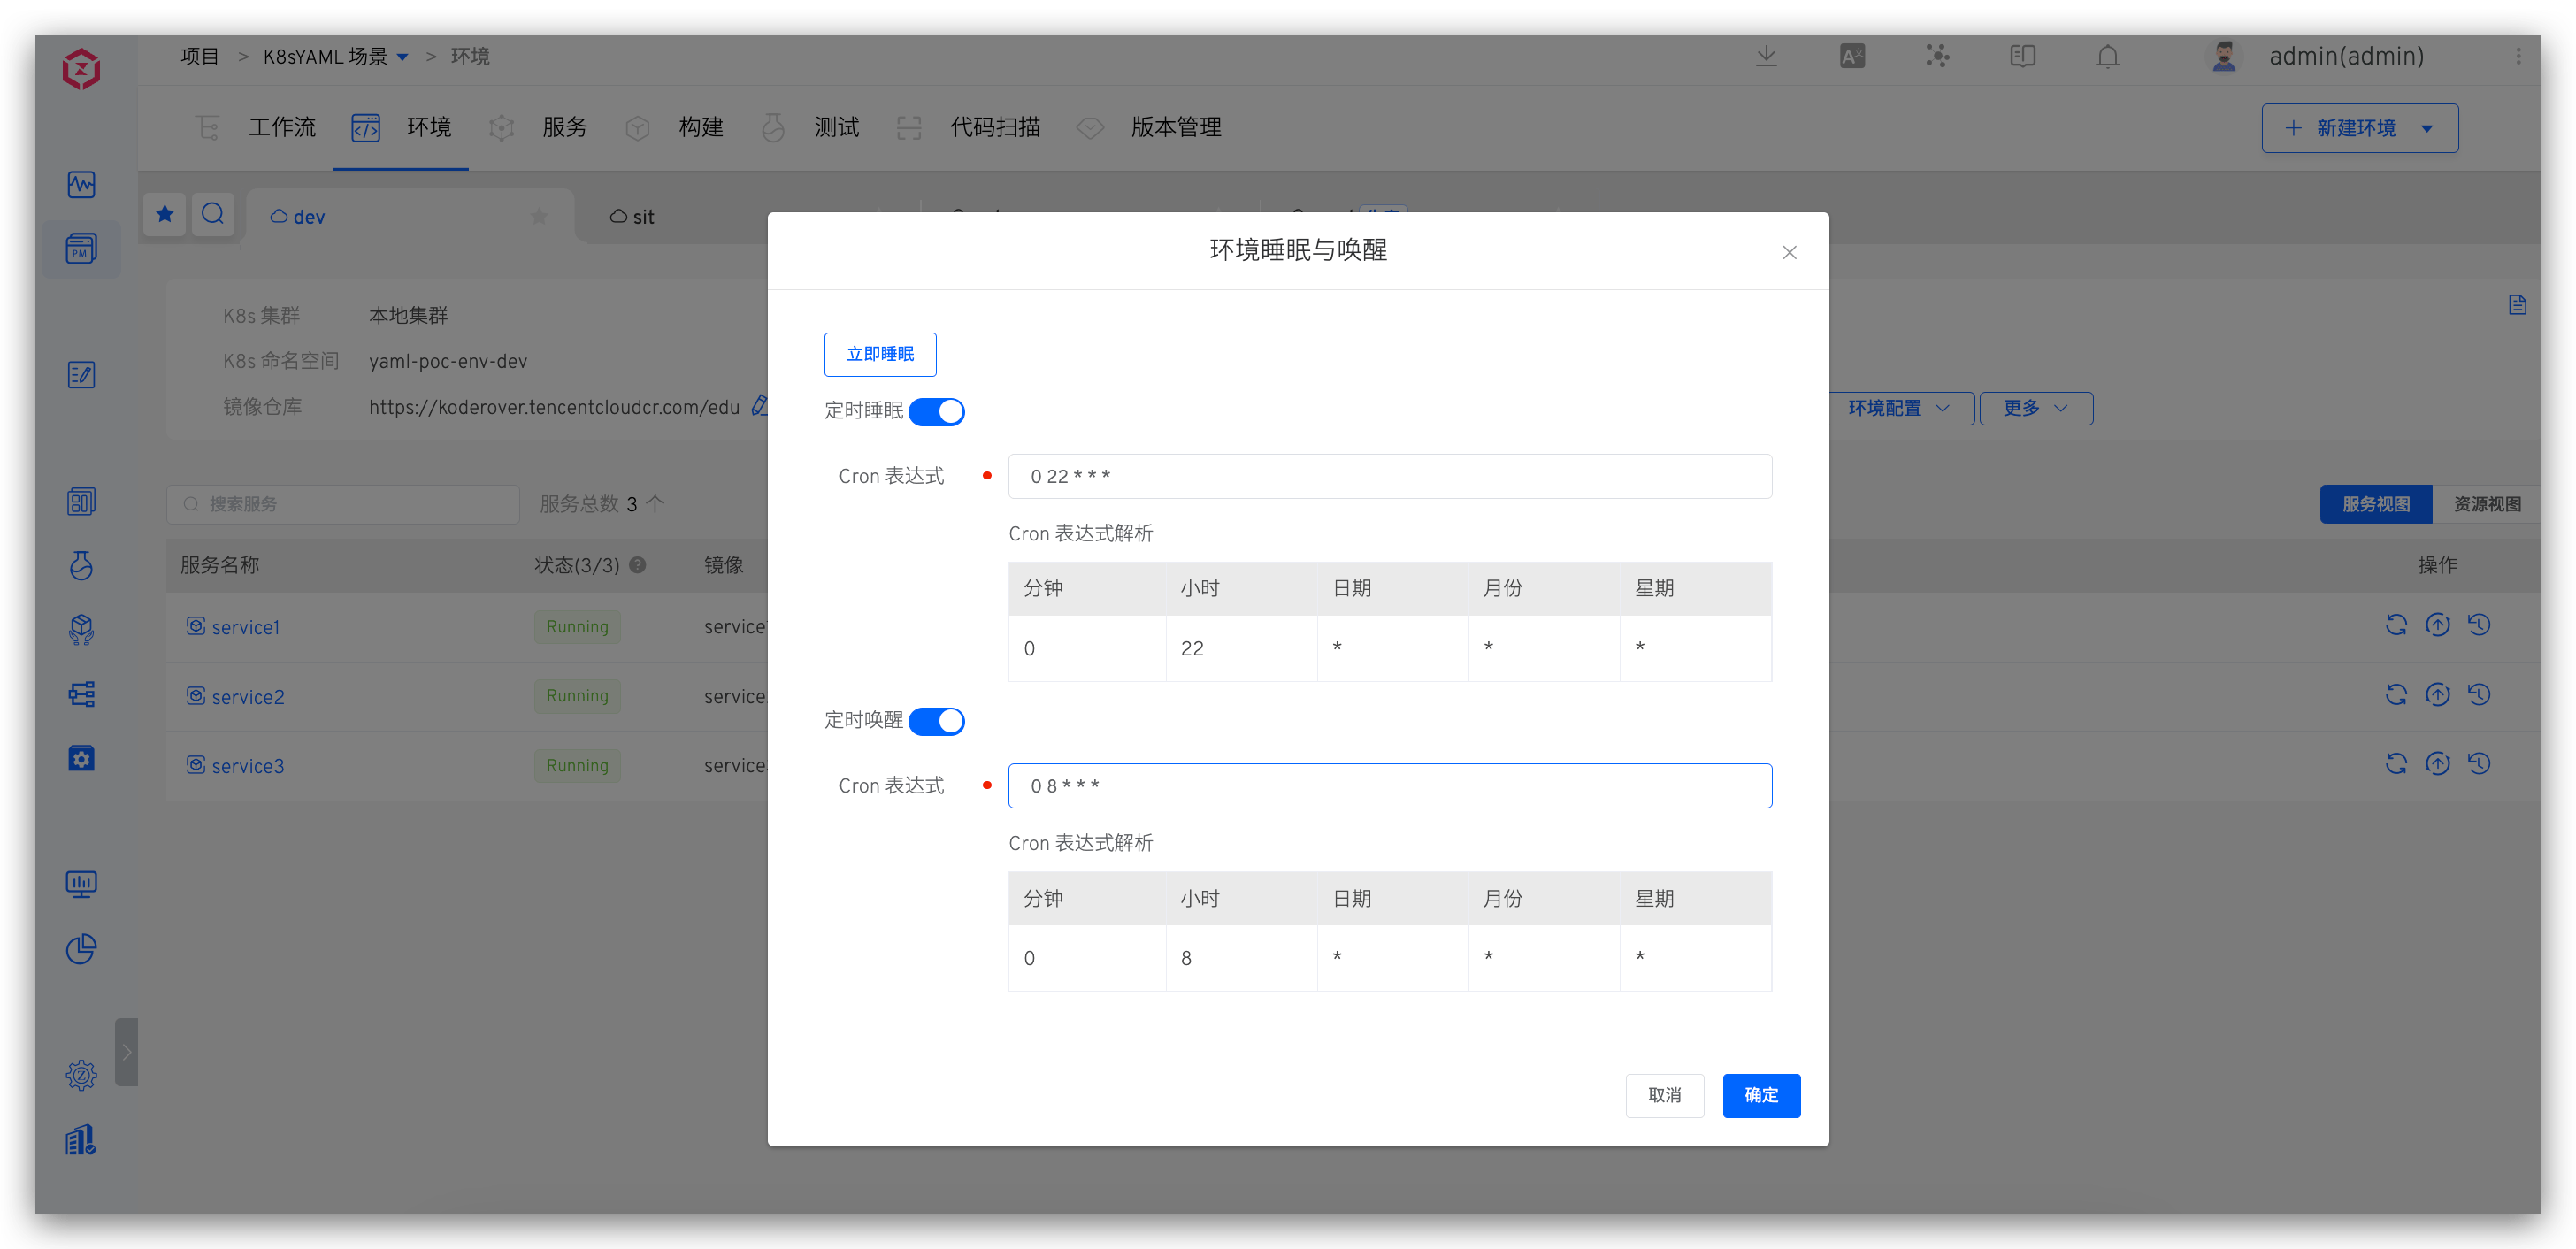 项目 > K8sYAML 场景 > 环境
admin(admin)
工作流 环境 服务 构建 测试 代码扫描 版本管理
+ 新建环境
dev sit
环境睡眠与唤醒
K8s 集群 本地集群
K8s 命名空间 yaml-poc-env-dev
镜像仓库 https://koderover.tencentcloudcr.com/edu
环境配置 更多
立即睡眠
定时睡眠
Cron 表达式 0 22 * * *
Cron 表达式解析
分钟 小时 日期 月份 星期
0 22 * * *
定时唤醒
Cron 表达式 0 8 * * *
Cron 表达式解析
分钟 小时 日期 月份 星期
0 8 * * *
取消 确定
搜索服务 服务总数 3 个
服务视图 资源视图
服务名称 状态(3/3) 镜像 操作
service1 Running service
service2 Running service
service3 Running service
PM